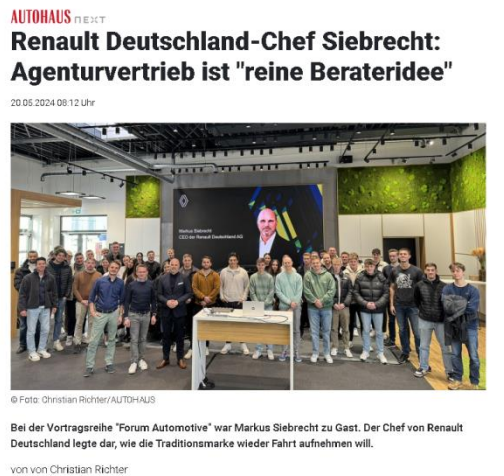 AUTOHAUS next
Renault Deutschland-Chef Siebrecht:
Agenturvertrieb ist "reine Berateridee"
20.05.2024 08:12 Uhr
Markus Siebrecht
CEO der Renault Deutschland AG
© Foto: Christian Richter/AUTOHAUS
Bei der Vortragsreihe "Forum Automotive" war Markus Siebrecht zu Gast. Der Chef von Renault
Deutschland legte dar, wie die Traditionsmarke wieder Fahrt aufnehmen will.
von von Christian Richter